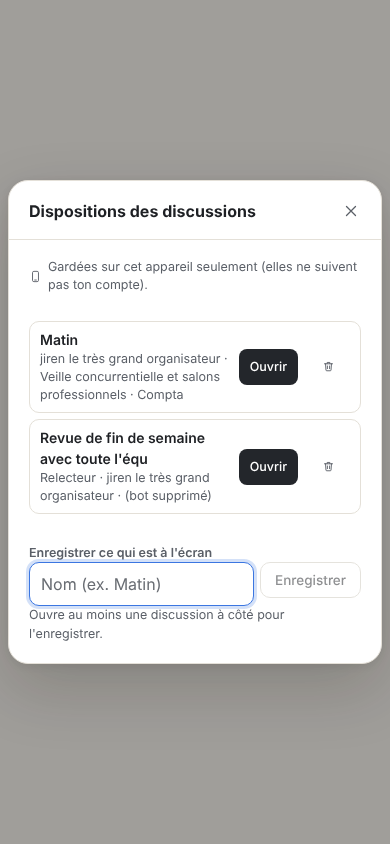 Dispositions des discussions
Gardées sur cet appareil seulement (elles ne suivent
pas ton compte).
Matin
jiren le très grand organisateur ·
Veille concurrentielle et salons
professionnels · Compta
Ouvrir
Revue de fin de semaine
avec toute l'équ
Relecteur · jiren le très grand
organisateur · (bot supprimé)
Ouvrir
Enregistrer ce qui est à l'écran
Nom (ex. Matin)
Enregistrer
Ouvre au moins une discussion à côté pour
l'enregistrer.